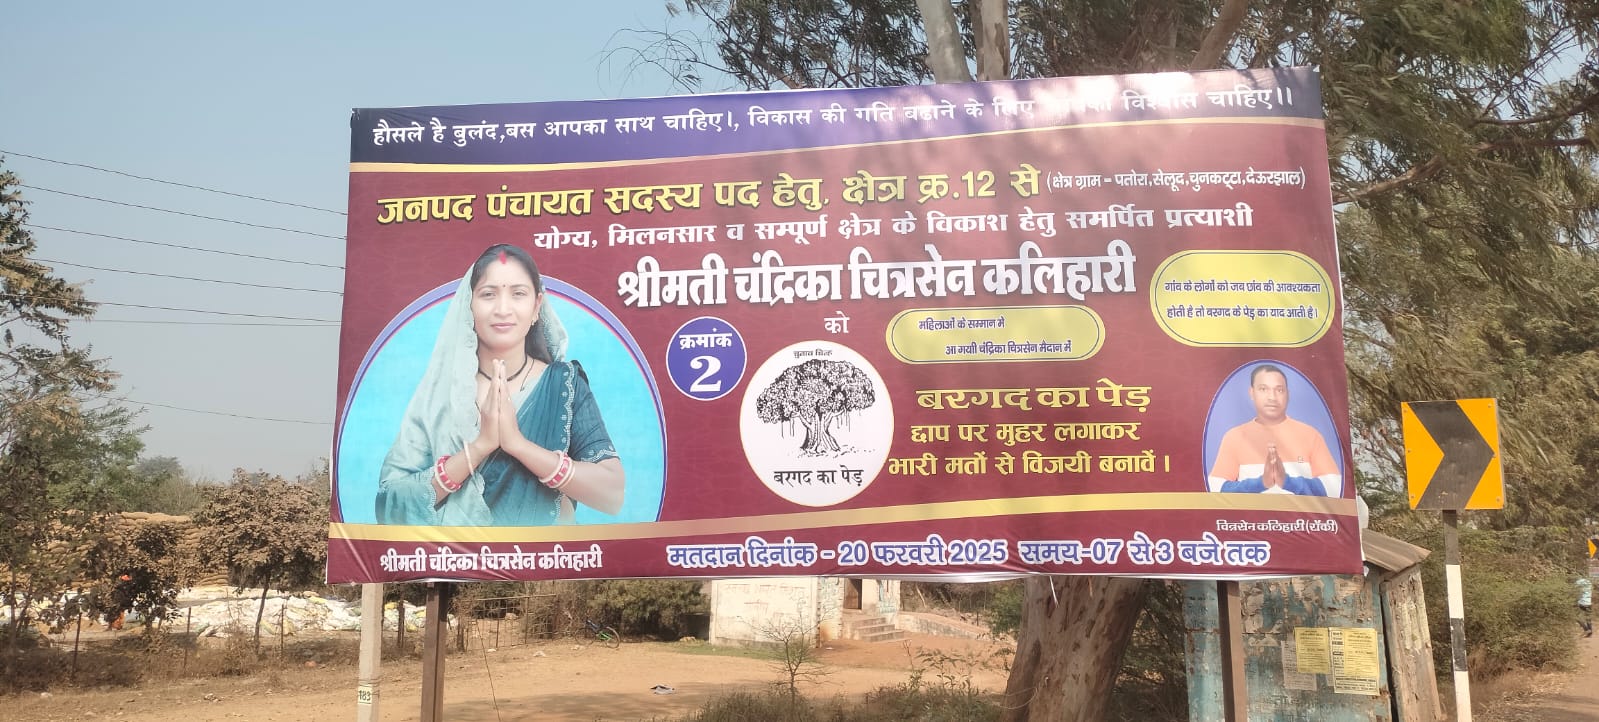 हौसले है बुलंद,बस आपका साथ चाहिए।, विकास की गति बढाने के लिए आपका विश्वास चाहिए।।
जनपद पंचायत सदस्य पद हेतु, क्षेत्र क्र.12 से (क्षेत्र ग्राम - पतोरा,सेलूद,चुनकट्टा,देऊरझाल)
योग्य, मिलनसार व सम्पूर्ण क्षेत्र के विकाश हेतु समर्पित प्रत्याशी
श्रीमती चंद्रिका चित्रसेन कलिहारी
को
गांव के लोगों को जब छांव की आवश्यकता
होती है तो बरगद के पेड़ का याद आती है।
महिलाओं के सम्मान में
आ गयाी चंद्रिका चित्रसेन मैदान में
क्रमांक
2
चुनाव चिन्ह
बरगद का पेड़
बरगद का पेड़
छाप पर मुहर लगाकर
भारी मतों से विजयी बनावें।
चित्रसेन कलिहारी (रॉकी)
श्रीमती चंद्रिका चित्रसेन कलिहारी
मतदान दिनांक - 20 फरवरी 2025 समय-07 से 3 बजे तक
183